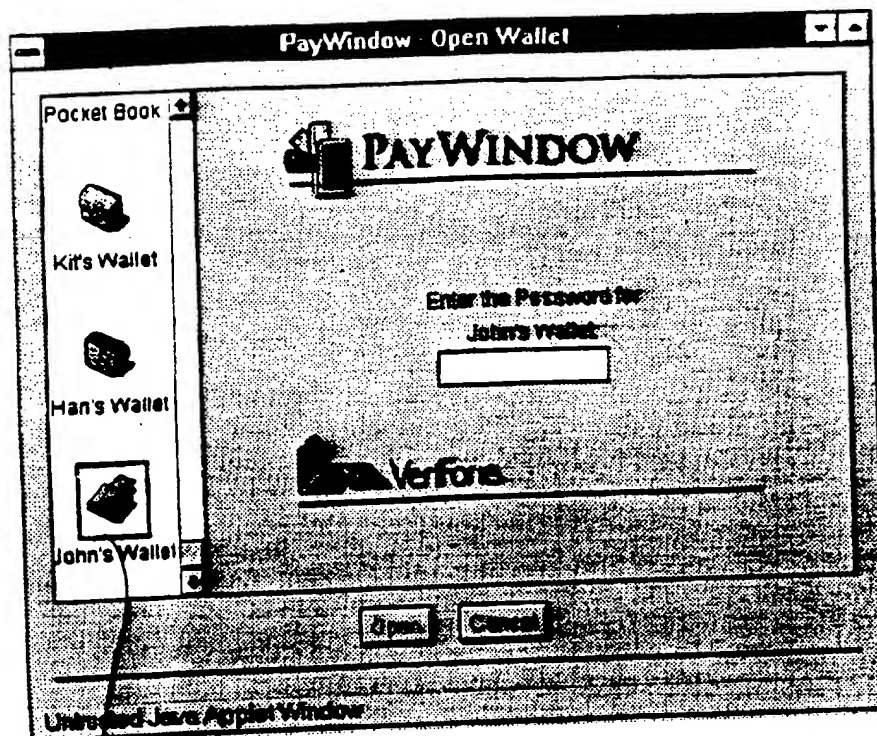 PayWindow - Open Wallet
Pocket Book
Kit's Wallet
Han's Wallet
John's Wallet
PAYWINDOW
Enter the Password for
John's Wallet:
VeriFone
Open
Cancel
Untrusted Java Applet Window